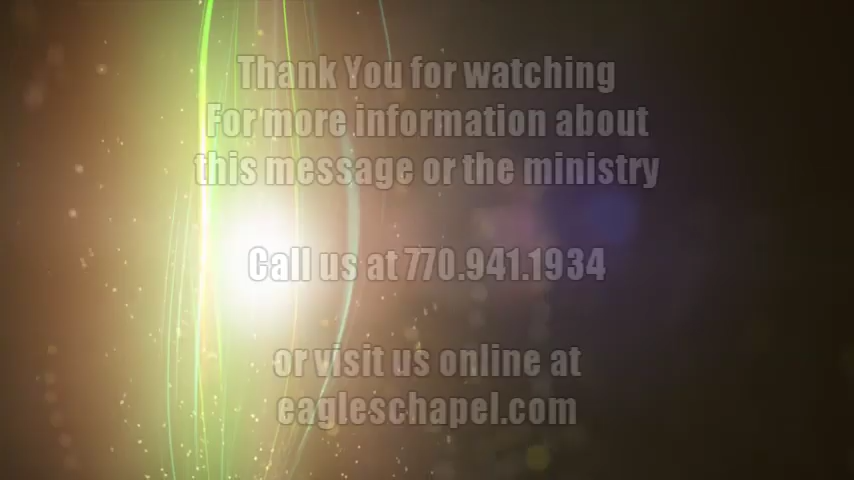 Thank You for watching
For more information about
this message or the ministry
Call us at 770.941.1934
or visit us online at
eagleschapel.com